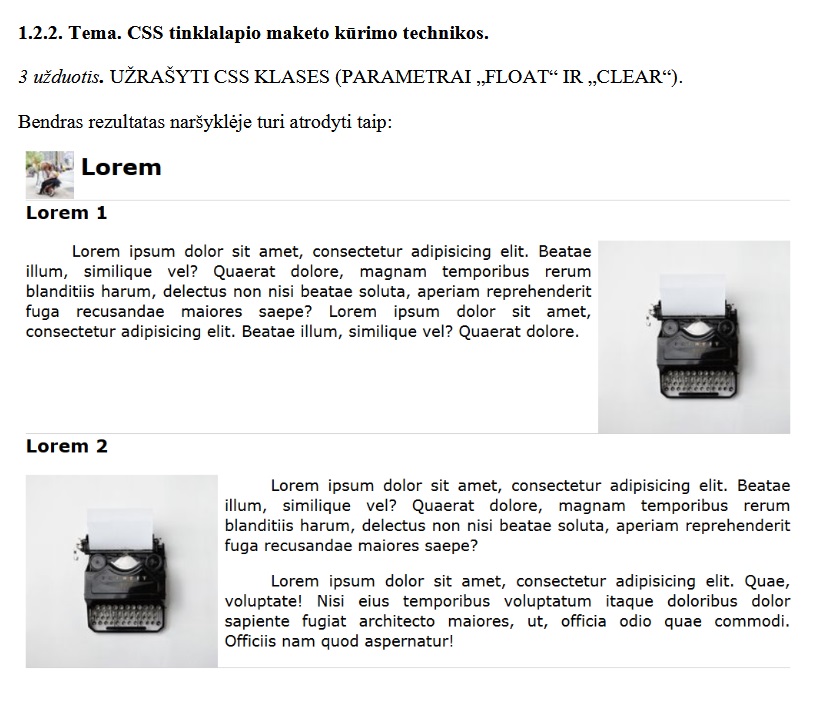 1.2.2. Tema. CSS tinklalapio maketo kūrimo technikos.
3 užduotis. UŽRAŠYTI CSS KLASES (PARAMETRAI „FLOAT“ IR „CLEAR“).
Bendras rezultatas naršyklėje turi atrodyti taip:
Lorem
Lorem 1
Lorem ipsum dolor sit amet, consectetur adipisicing elit. Beatae
illum, similique vel? Quaerat dolore, magnam temporibus rerum
blanditiis harum, delectus non nisi beatae soluta, aperiam reprehenderit
fuga recusandae maiores saepe? Lorem ipsum dolor sit amet,
consectetur adipisicing elit. Beatae illum, similique vel? Quaerat dolore.
Lorem 2
Lorem ipsum dolor sit amet, consectetur adipisicing elit. Beatae
illum, similique vel? Quaerat dolore, magnam temporibus rerum
blanditiis harum, delectus non nisi beatae soluta, aperiam reprehenderit
fuga recusandae maiores saepe?
Lorem ipsum dolor sit amet, consectetur adipisicing elit. Quae,
voluptate! Nisi eius temporibus voluptatum itaque doloribus dolor
sapiente fugiat architecto maiores, ut, officia odio quae commodi.
Officiis nam quod aspernatur!